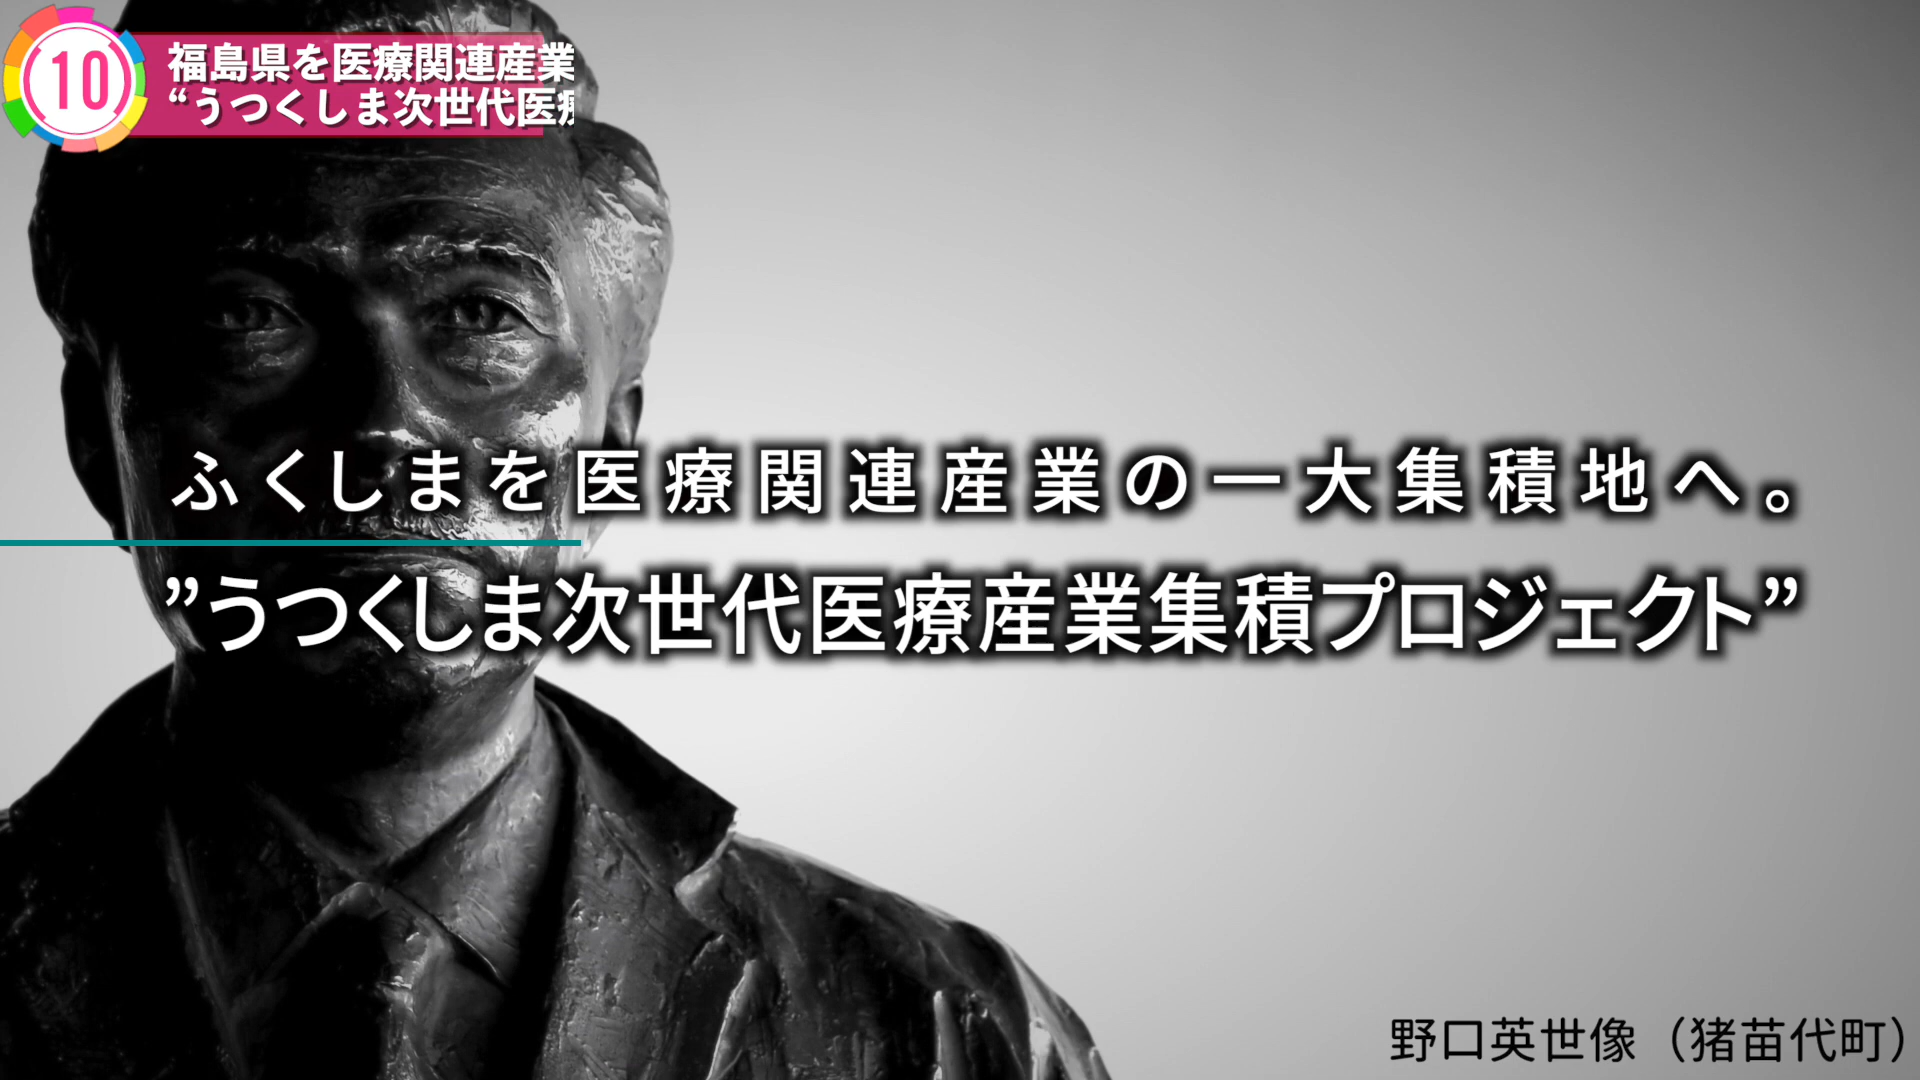 10
福島県を医療関連産業
“うつくしま次世代医
ふくしまを医療関連産業の一大集積地へ。
”うつくしま次世代医療産業集積プロジェクト”
野口英世像（猪苗代町）